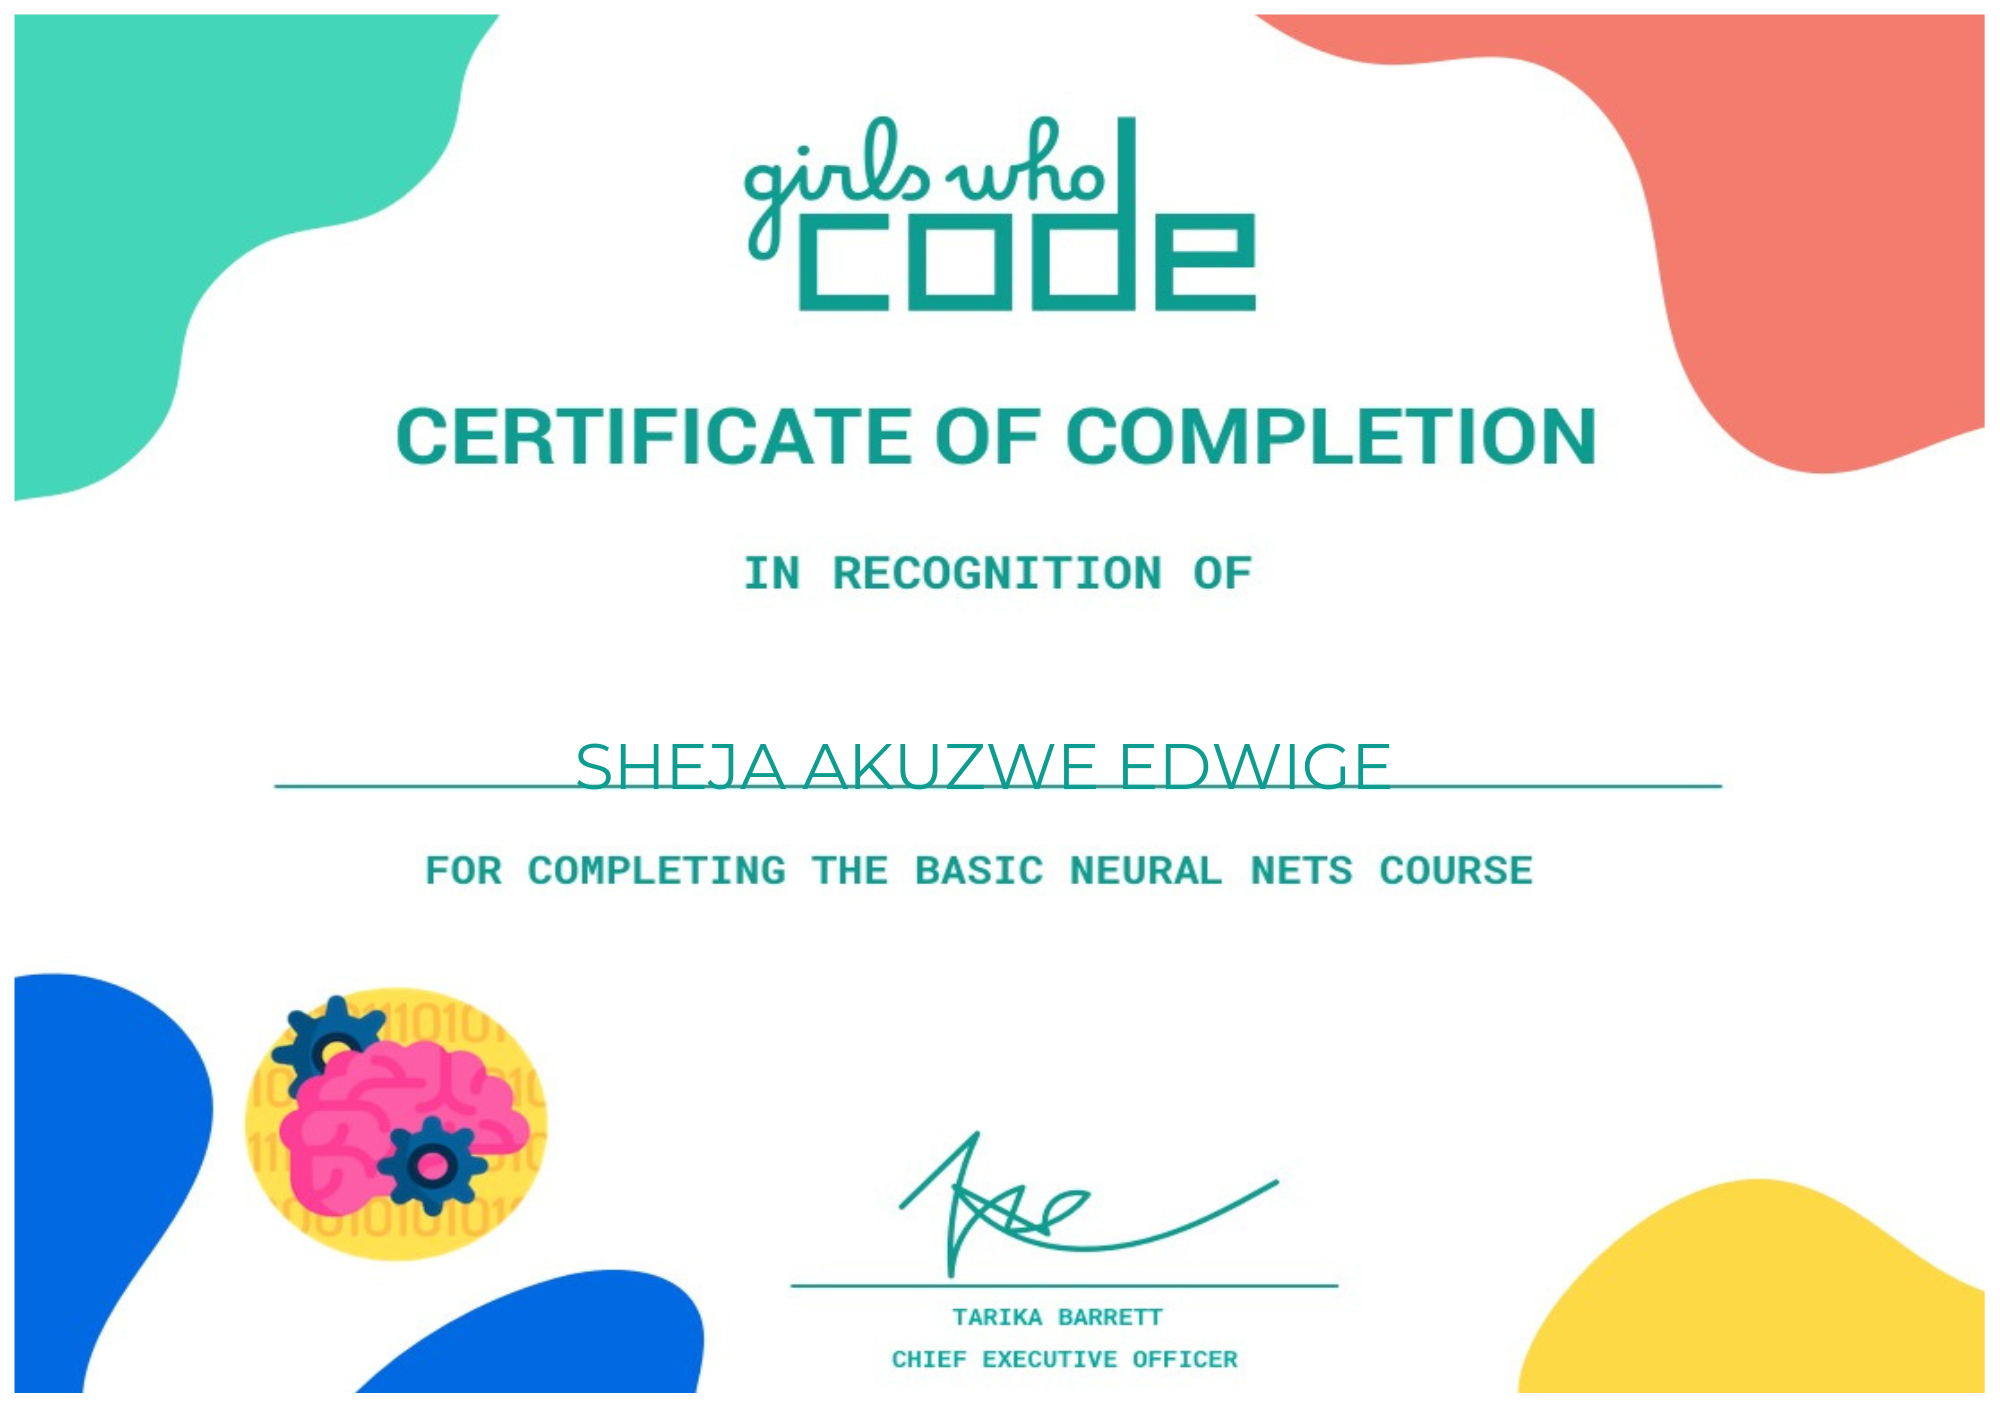 girls who
code
CERTIFICATE OF COMPLETION
IN RECOGNITION OF
SHEJA AKUZWE EDWIGE
FOR COMPLETING THE BASIC NEURAL NETS COURSE
TARIKA BARRETT
CHIEF EXECUTIVE OFFICER